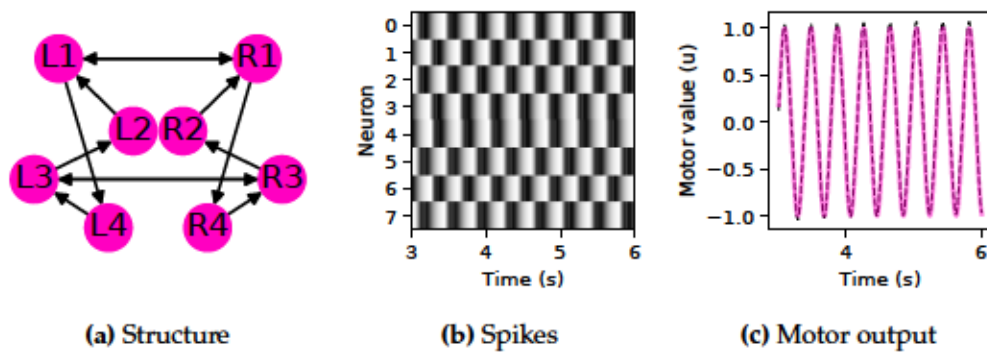 L1
R1
L2
R2
L3
R3
L4
R4
(a) Structure
Neuron
0
1
2
3
4
5
6
7
3
4
5
6
Time (s)
(b) Spikes
Motor value (u)
1.0
0.5
0.0
−0.5
−1.0
4
6
Time (s)
(c) Motor output